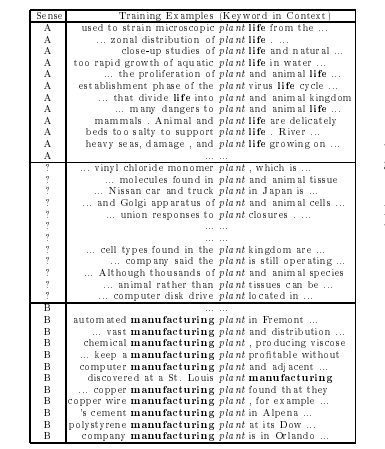 Sense Training Examples (Keyword in Context)
A used to strain microscopic plant life from the ...
A ... zonal distribution of plant life . ...
A close-up studies of plant life and natural ...
A too rapid growth of aquatic plant life in water ...
A ... the proliferation of plant and animal life ...
A establishment phase of the plant virus life cycle ...
A ... that divide life into plant and animal kingdom
A ... many dangers to plant and animal life ...
A mammals . Animal and plant life are delicately
A beds too salty to support plant life . River ...
A heavy seas, damage , and plant life growing on ...
A ... ...
? ... vinyl chloride monomer plant , which is ...
? ... molecules found in plant and animal tissue
? ... Nissan car and truck plant in Japan is ...
? ... and Golgi apparatus of plant and animal cells ...
? ... union responses to plant closures . ...
? ... ...
? ... ...
? ... cell types found in the plant kingdom are ...
? ... company said the plant is still operating ...
? ... Although thousands of plant and animal species
? ... animal rather than plant tissues can be ...
? ... computer disk drive plant located in ...
B ... ...
B automated manufacturing plant in Fremont ...
B ... vast manufacturing plant and distribution ...
B chemical manufacturing plant , producing viscose
B ... keep a manufacturing plant profitable without
B computer manufacturing plant and adjacent ...
B discovered at a St. Louis plant manufacturing
B ... copper manufacturing plant found that they
B copper wire manufacturing plant , for example ...
B 's cement manufacturing plant in Alpena ...
B polystyrene manufacturing plant at its Dow ...
B company manufacturing plant is in Orlando ...